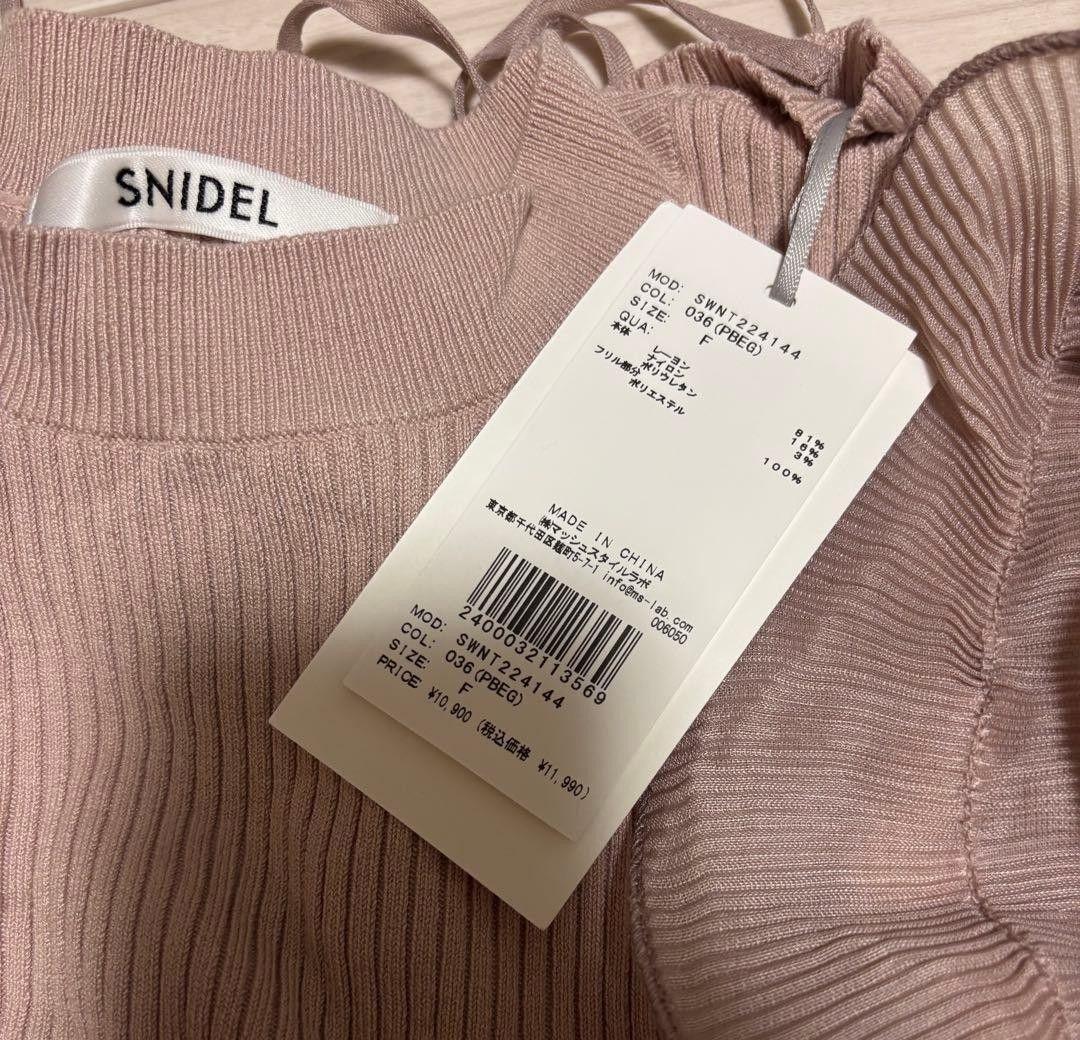 SNIDEL
MOD: SWNT224144
COL: 036(PBEG)
SIZE: F
QUA:
本体
レーヨン 81%
ナイロン 16%
ポリウレタン 3%
フリル部分
ポリエステル 100%
MADE IN CHINA
㈱マッシュスタイルラボ
東京都千代田区麹町5-7-1 info@ms-lab.com
006050
2400032113569
MOD: SWNT224144
COL: 036(PBEG)
SIZE: F
PRICE: ¥10,900 (税込価格 ¥11,990)